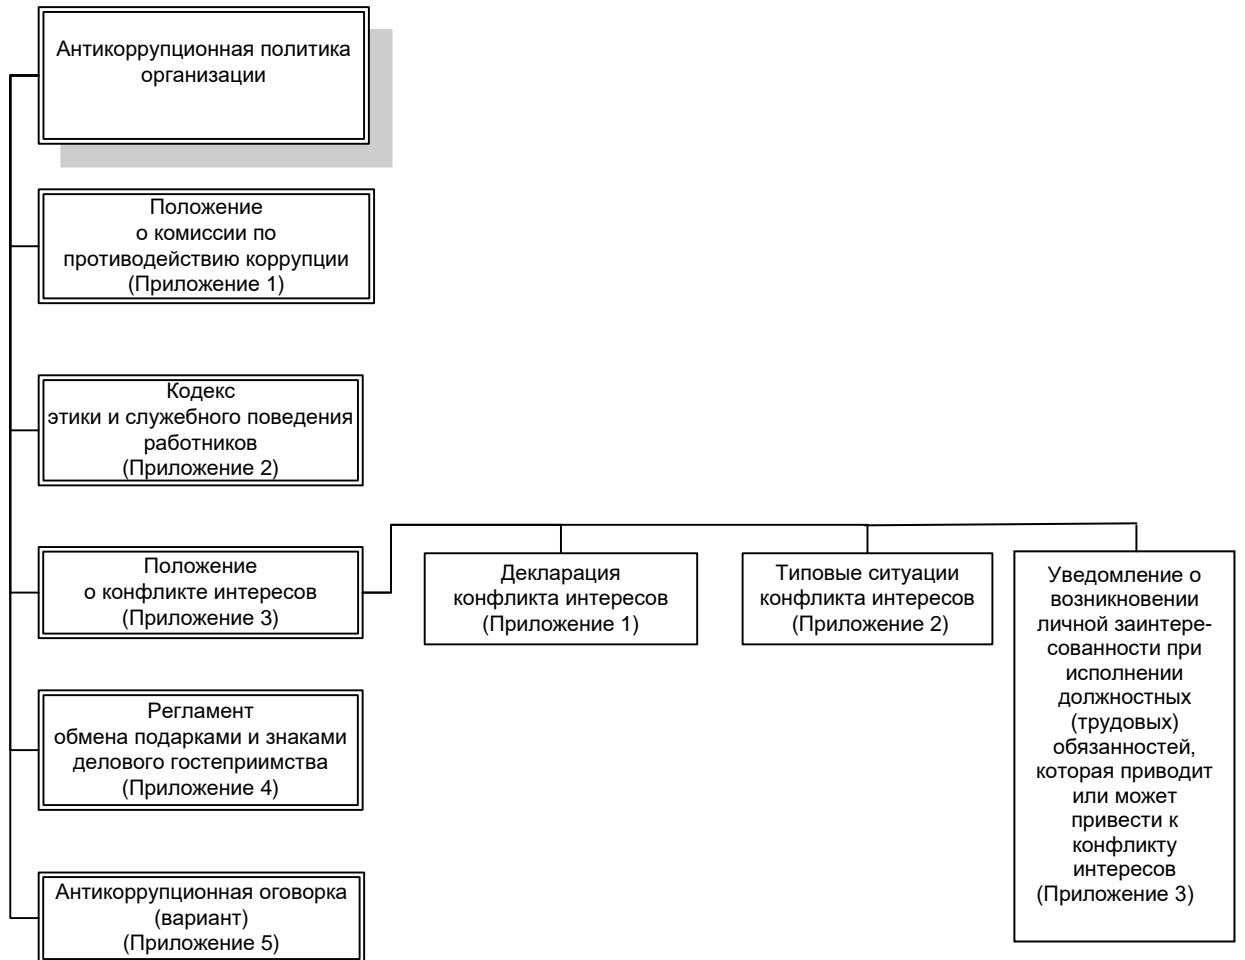 Антикоррупционная политика
организации
Положение
о комиссии по
противодействию коррупции
(Приложение 1)
Кодекс
этики и служебного поведения
работников
(Приложение 2)
Положение
о конфликте интересов
(Приложение 3)
Декларация
конфликта интересов
(Приложение 1)
Типовые ситуации
конфликта интересов
(Приложение 2)
Уведомление о
возникновении
личной заинтере-
сованности при
исполнении
должностных
(трудовых)
обязанностей,
которая приводит
или может
привести к
конфликту
интересов
(Приложение 3)
Регламент
обмена подарками и знаками
делового гостеприимства
(Приложение 4)
Антикоррупционная оговорка
(вариант)
(Приложение 5)